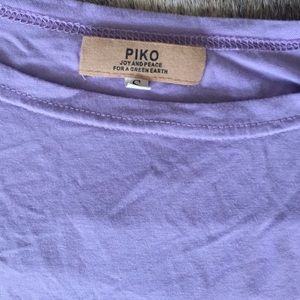 PIKO
JOY AND PEACE
FOR A GREEN EARTH